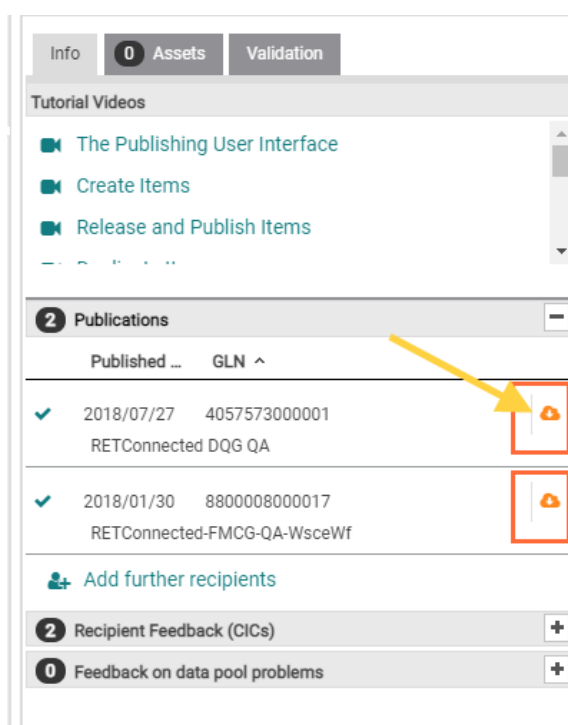 Info 0 Assets Validation
Tutorial Videos
The Publishing User Interface
Create Items
Release and Publish Items
2 Publications
Published ... GLN
2018/07/27 4057573000001
RETConnected DQG QA
2018/01/30 8800008000017
RETConnected-FMCG-QA-WsceWf
Add further recipients
2 Recipient Feedback (CICs)
0 Feedback on data pool problems